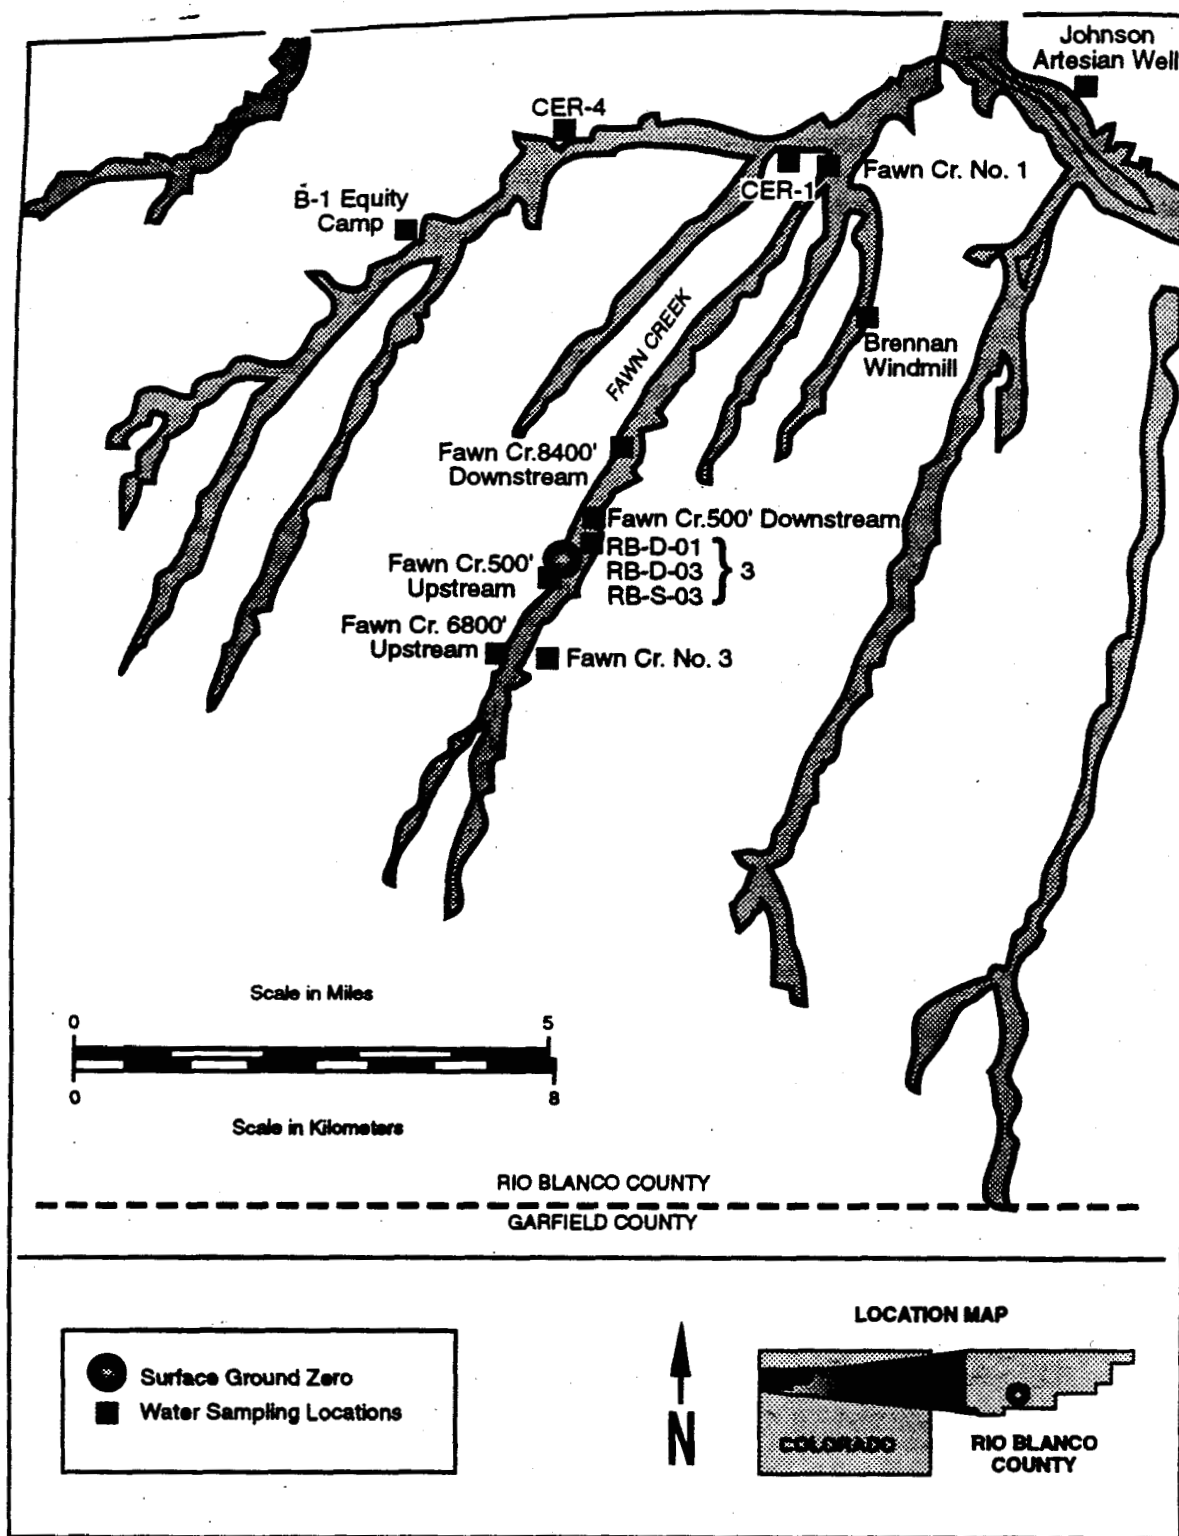 Johnson
Artesian Well
CER-4
CER-1
Fawn Cr. No. 1
B-1 Equity
Camp
FAWN CREEK
Brennan
Windmill
Fawn Cr.8400'
Downstream
Fawn Cr.500' Downstream
RB-D-01
RB-D-03
RB-S-03
3
Fawn Cr.500'
Upstream
Fawn Cr. 6800'
Upstream
Fawn Cr. No. 3
Scale in Miles
0 5
0 8
Scale in Kilometers
RIO BLANCO COUNTY
GARFIELD COUNTY
LOCATION MAP
Surface Ground Zero
Water Sampling Locations
N
COLORADO
RIO BLANCO
COUNTY